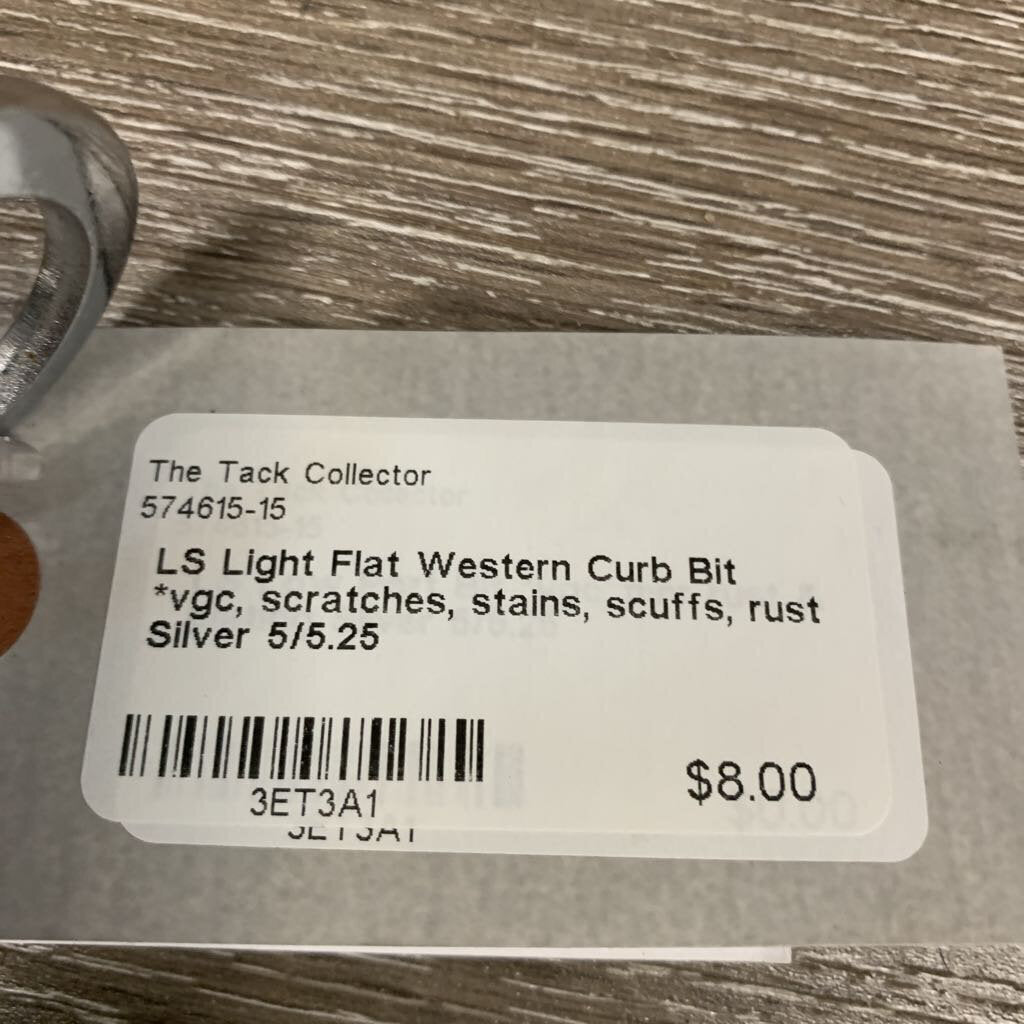 The Tack Collector
574615-15
LS Light Flat Western Curb Bit
*vgc, scratches, stains, scuffs, rust
Silver 5/5.25
3ET3A1
$8.00
3ET3A1